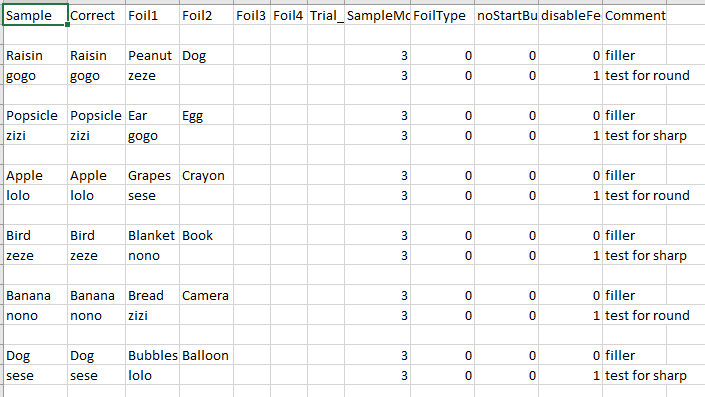 Sample Correct Foil1 Foil2 Foil3 Foil4 Trial_ SampleMo FoilType noStartBu disableFe Comment
Raisin Raisin Peanut Dog 3 0 0 0 filler
gogo gogo zeze 3 0 0 1 test for round
Popsicle Popsicle Ear Egg 3 0 0 0 filler
zizi zizi gogo 3 0 0 1 test for sharp
Apple Apple Grapes Crayon 3 0 0 0 filler
lolo lolo sese 3 0 0 1 test for round
Bird Bird Blanket Book 3 0 0 0 filler
zeze zeze nono 3 0 0 1 test for sharp
Banana Banana Bread Camera 3 0 0 0 filler
nono nono zizi 3 0 0 1 test for round
Dog Dog Bubbles Balloon 3 0 0 0 filler
sese sese lolo 3 0 0 1 test for sharp